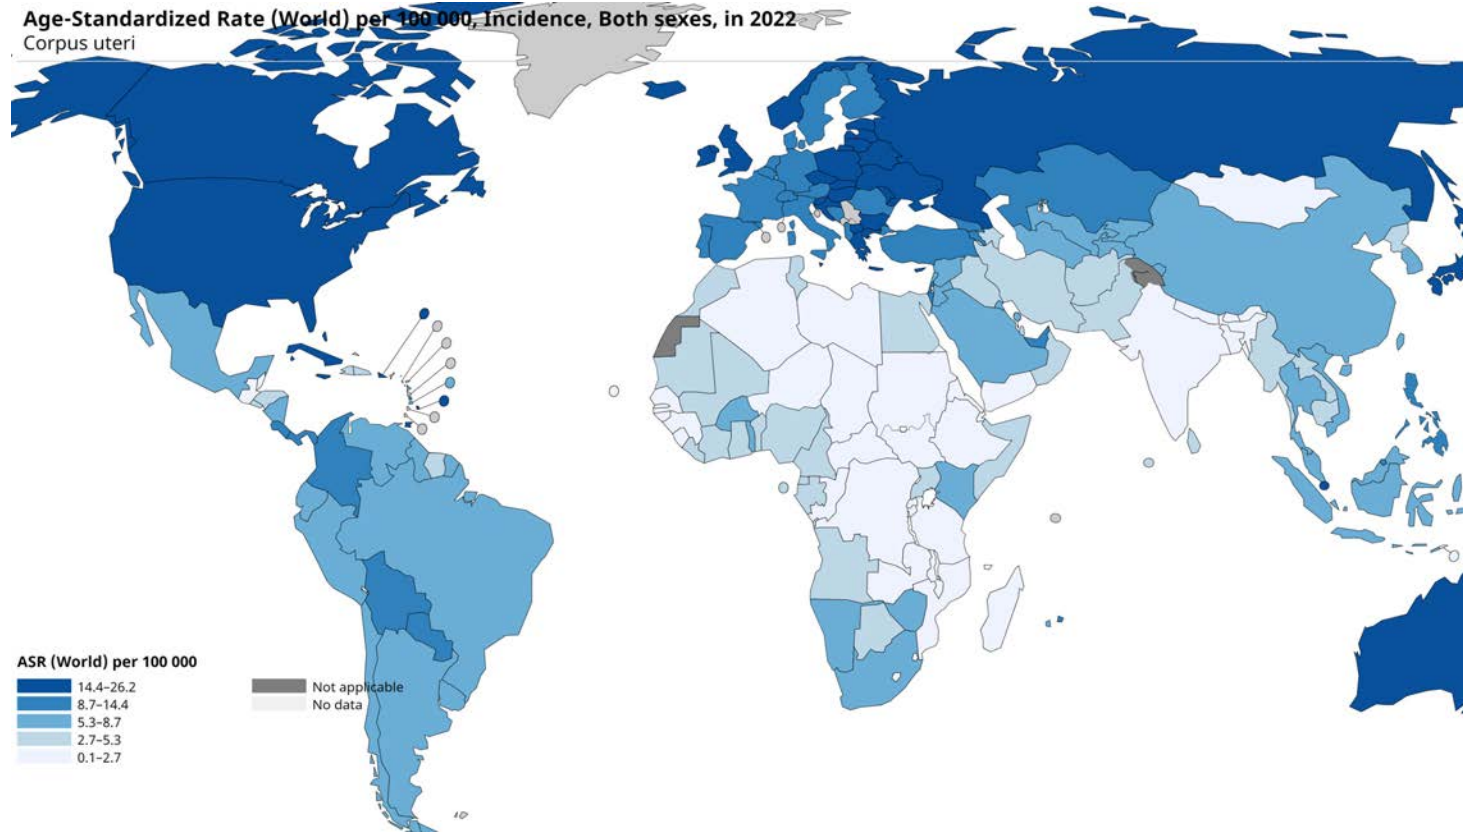 Age-Standardized Rate (World) per 100 000, Incidence, Both sexes, in 2022
Corpus uteri
ASR (World) per 100 000
14.4–26.2
8.7–14.4
5.3–8.7
2.7–5.3
0.1–2.7
Not applicable
No data